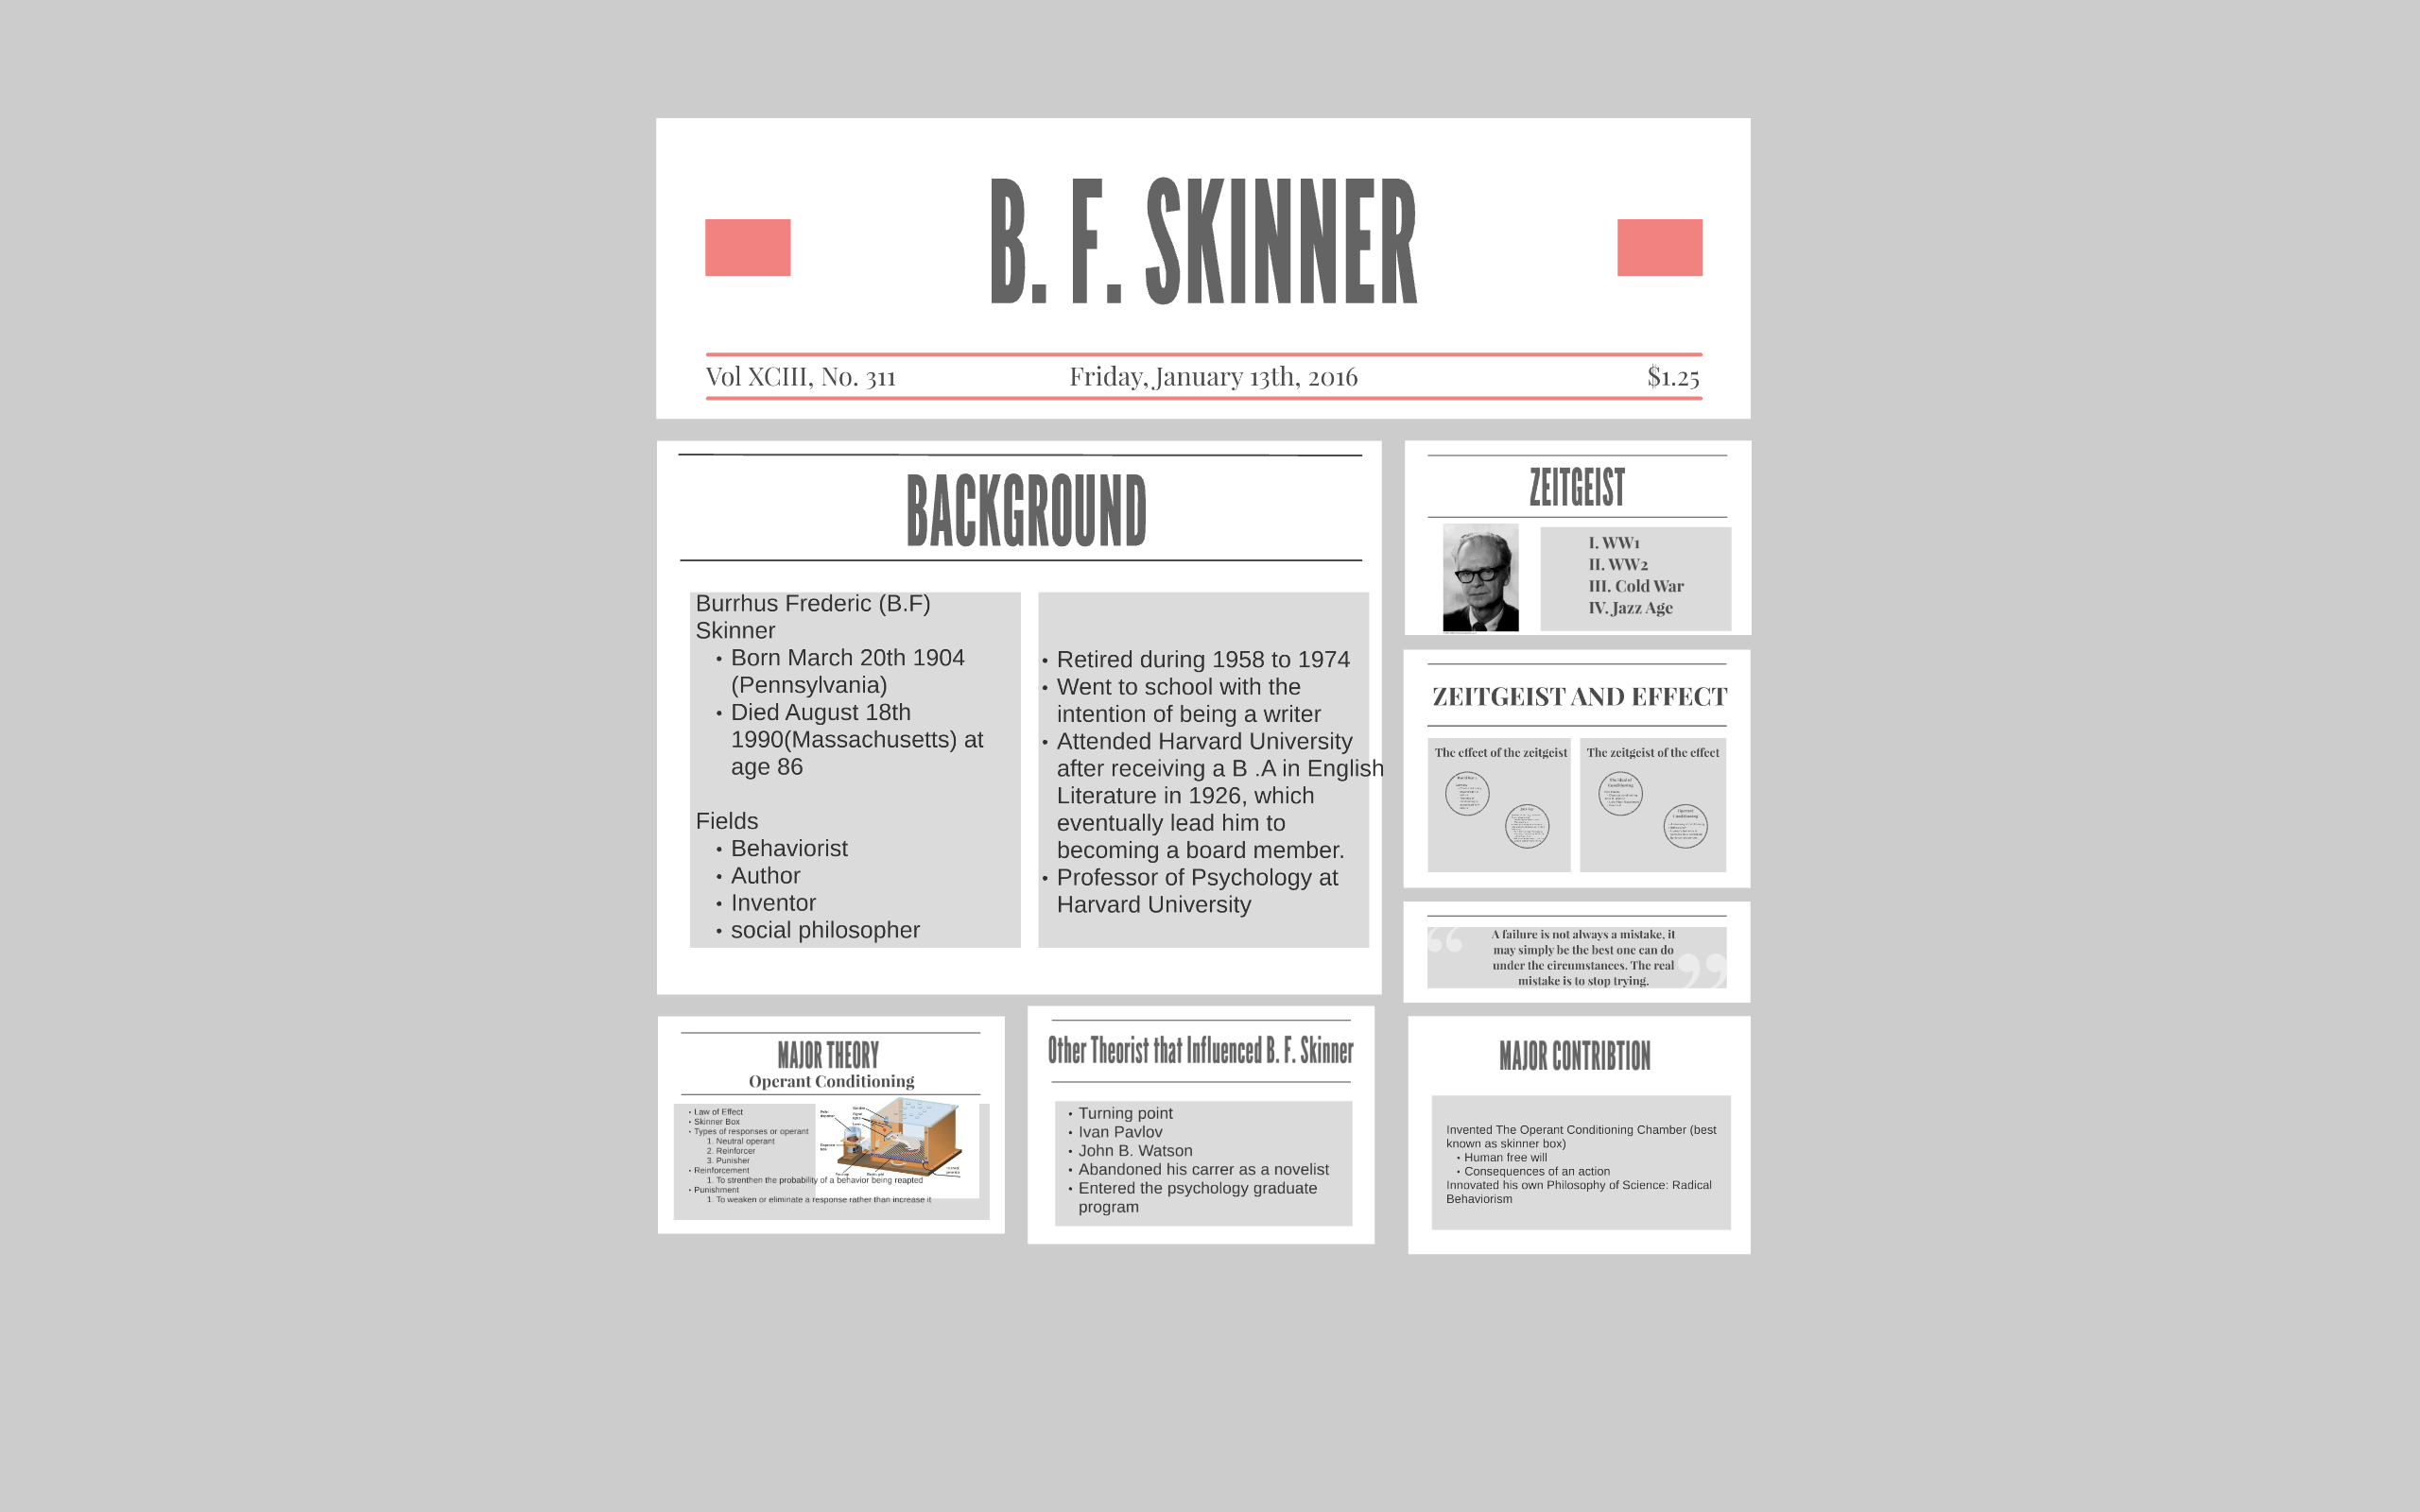 B. F. SKINNER
Vol XCIII, No. 311
Friday, January 13th, 2016
$1.25
BACKGROUND
Burrhus Frederic (B.F)
Skinner
• Born March 20th 1904
(Pennsylvania)
• Died August 18th
1990(Massachusetts) at
age 86
Fields
• Behaviorist
• Author
• Inventor
• social philosopher
• Retired during 1958 to 1974
• Went to school with the
intention of being a writer
• Attended Harvard University
after receiving a B .A in English
Literature in 1926, which
eventually lead him to
becoming a board member.
• Professor of Psychology at
Harvard University
ZEITGEIST
I. WW1
II. WW2
III. Cold War
IV. Jazz Age
ZEITGEIST AND EFFECT
The effect of the zeitgeist
The zeitgeist of the effect
Operant
Conditioning
“
A failure is not always a mistake, it
may simply be the best one can do
under the circumstances. The real
mistake is to stop trying.
”
MAJOR THEORY
Operant Conditioning
• Law of Effect
• Skinner Box
• Types of responses or operant
1. Neutral operant
2. Reinforcer
3. Punisher
• Reinforcement
1. To strenthen the probability of a behavior being reapted
• Punishment
1. To weaken or eliminate a response rather than increase it
Other Theorist that Influenced B. F. Skinner
• Turning point
• Ivan Pavlov
• John B. Watson
• Abandoned his carrer as a novelist
• Entered the psychology graduate
program
MAJOR CONTRIBTION
Invented The Operant Conditioning Chamber (best
known as skinner box)
• Human free will
• Consequences of an action
Innovated his own Philosophy of Science: Radical
Behaviorism